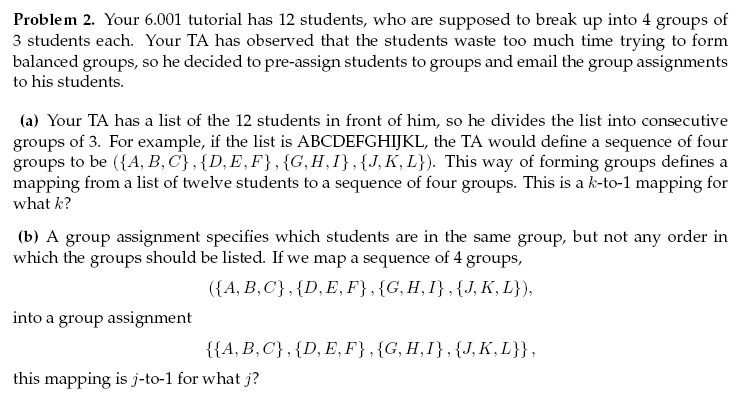 Problem 2. Your 6.001 tutorial has 12 students, who are supposed to break up into 4 groups of
3 students each. Your TA has observed that the students waste too much time trying to form
balanced groups, so he decided to pre-assign students to groups and email the group assignments
to his students.
(a) Your TA has a list of the 12 students in front of him, so he divides the list into consecutive
groups of 3. For example, if the list is ABCDEFGHIJKL, the TA would define a sequence of four
groups to be ({A, B, C}, {D, E, F}, {G, H, I}, {J, K, L}). This way of forming groups defines a
mapping from a list of twelve students to a sequence of four groups. This is a k-to-1 mapping for
what k?
(b) A group assignment specifies which students are in the same group, but not any order in
which the groups should be listed. If we map a sequence of 4 groups,
({A, B, C}, {D, E, F}, {G, H, I}, {J, K, L}),
into a group assignment
{{A, B, C}, {D, E, F}, {G, H, I}, {J, K, L}},
this mapping is j-to-1 for what j?